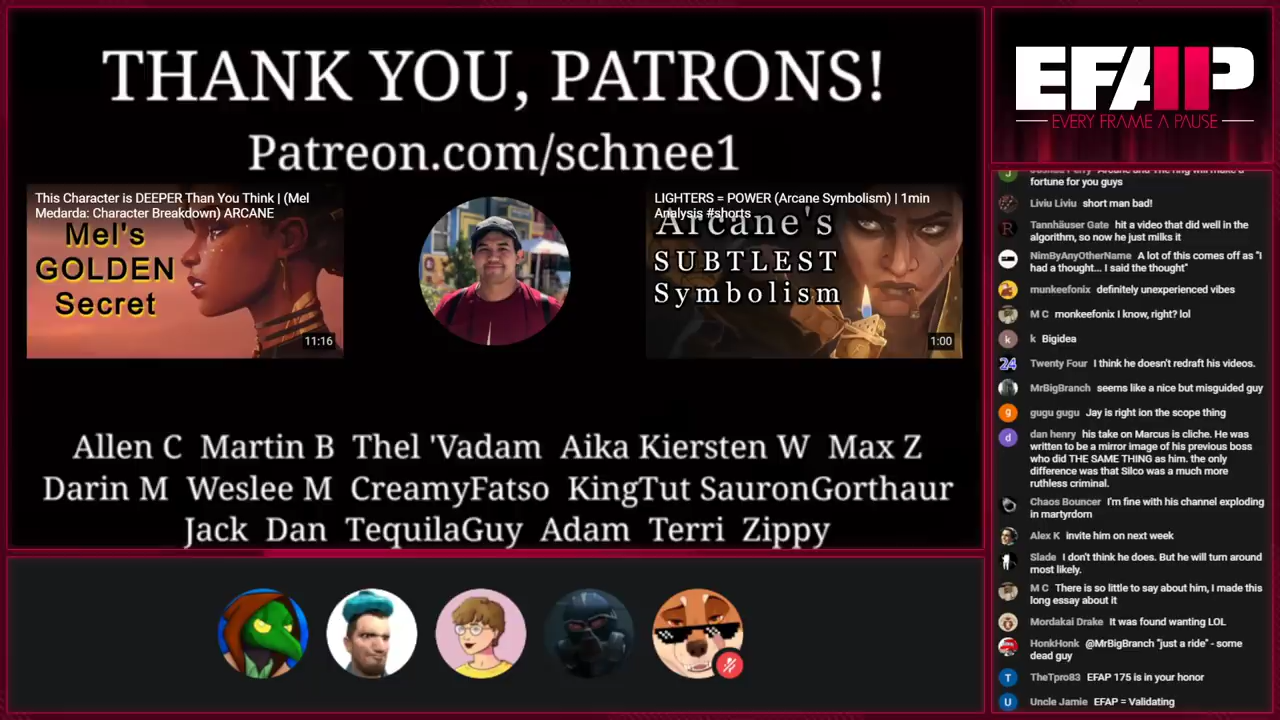 THANK YOU, PATRONS!
Patreon.com/schnee1
This Character is DEEPER Than You Think | (Mel
Medarda: Character Breakdown) ARCANE
Mel's
GOLDEN
Secret
11:16
LIGHTERS = POWER (Arcane Symbolism) | 1min
Analysis #shorts
Arcane's
SUBTLEST
Symbolism
1:00
Allen C Martin B Thel 'Vadam Aika Kiersten W Max Z
Darin M Weslee M CreamyFatso KingTut SauronGorthaur
Jack Dan TequilaGuy Adam Terri Zippy
EFAP
EVERY FRAME A PAUSE
fortune for you guys
Liviu Liviu short man bad!
Tannhäuser Gate hit a video that did well in the
algorithm, so now he just milks it
NimByAnyOtherName A lot of this comes off as "I
had a thought... I said the thought"
munkeefonix definitely unexperienced vibes
M C monkeefonix I know, right? lol
k k Bigidea
24 Twenty Four I think he doesn't redraft his videos.
MrBigBranch seems like a nice but misguided guy
g gugu gugu Jay is right ion the scope thing
d dan henry his take on Marcus is cliche. He was
written to be a mirror image of his previous boss
who did THE SAME THING as him. the only
difference was that Silco was a much more
ruthless criminal.
Chaos Bouncer I'm fine with his channel exploding
in martyrdom
Alex K invite him on next week
Slade I don't think he does. But he will turn around
most likely.
M C There is so little to say about him, I made this
long essay about it
Mordakai Drake It was found wanting LOL
HonkHonk @MrBigBranch "just a ride" - some
dead guy
T TheTpro83 EFAP 175 is in your honor
U Uncle Jamie EFAP = Validating